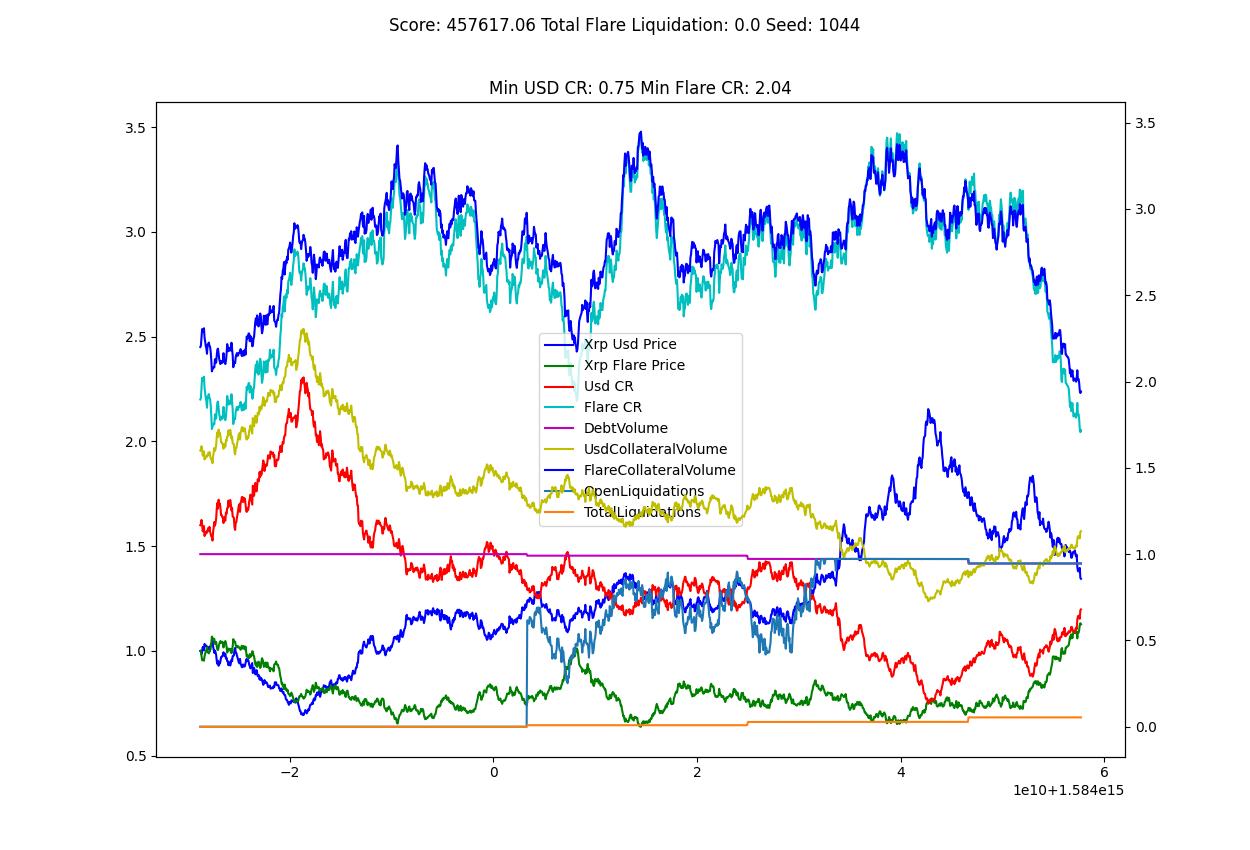 Score: 457617.06 Total Flare Liquidation: 0.0 Seed: 1044
Min USD CR: 0.75 Min Flare CR: 2.04
3.5
3.0
2.5
2.0
1.5
1.0
0.5
Xrp Usd Price
Xrp Flare Price
Usd CR
Flare CR
DebtVolume
UsdCollateralVolume
FlareCollateralVolume
OpenLiquidations
TotalLiquidations
3.5
3.0
2.5
2.0
1.5
1.0
0.5
0.0
−2 0 2 4 6
1e10+1.584e15